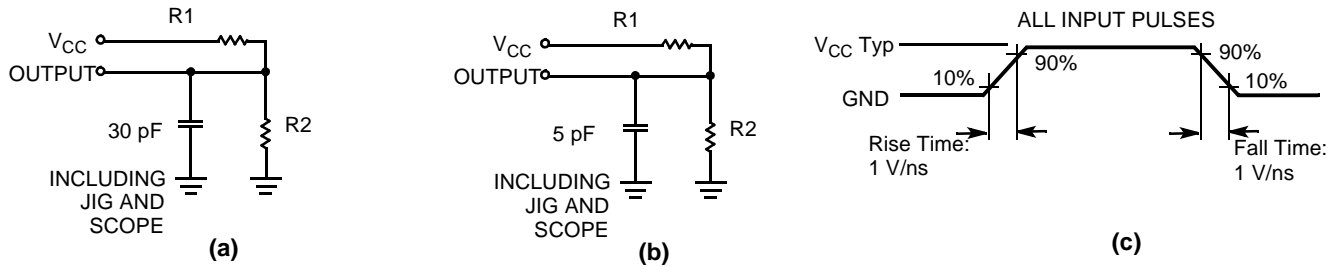 R1
VCC
OUTPUT
30 pF
R2
INCLUDING
JIG AND
SCOPE
(a)
R1
VCC
OUTPUT
5 pF
R2
INCLUDING
JIG AND
SCOPE
(b)
ALL INPUT PULSES
VCC Typ
90%
90%
10%
10%
GND
Rise Time:
1 V/ns
Fall Time:
1 V/ns
(c)